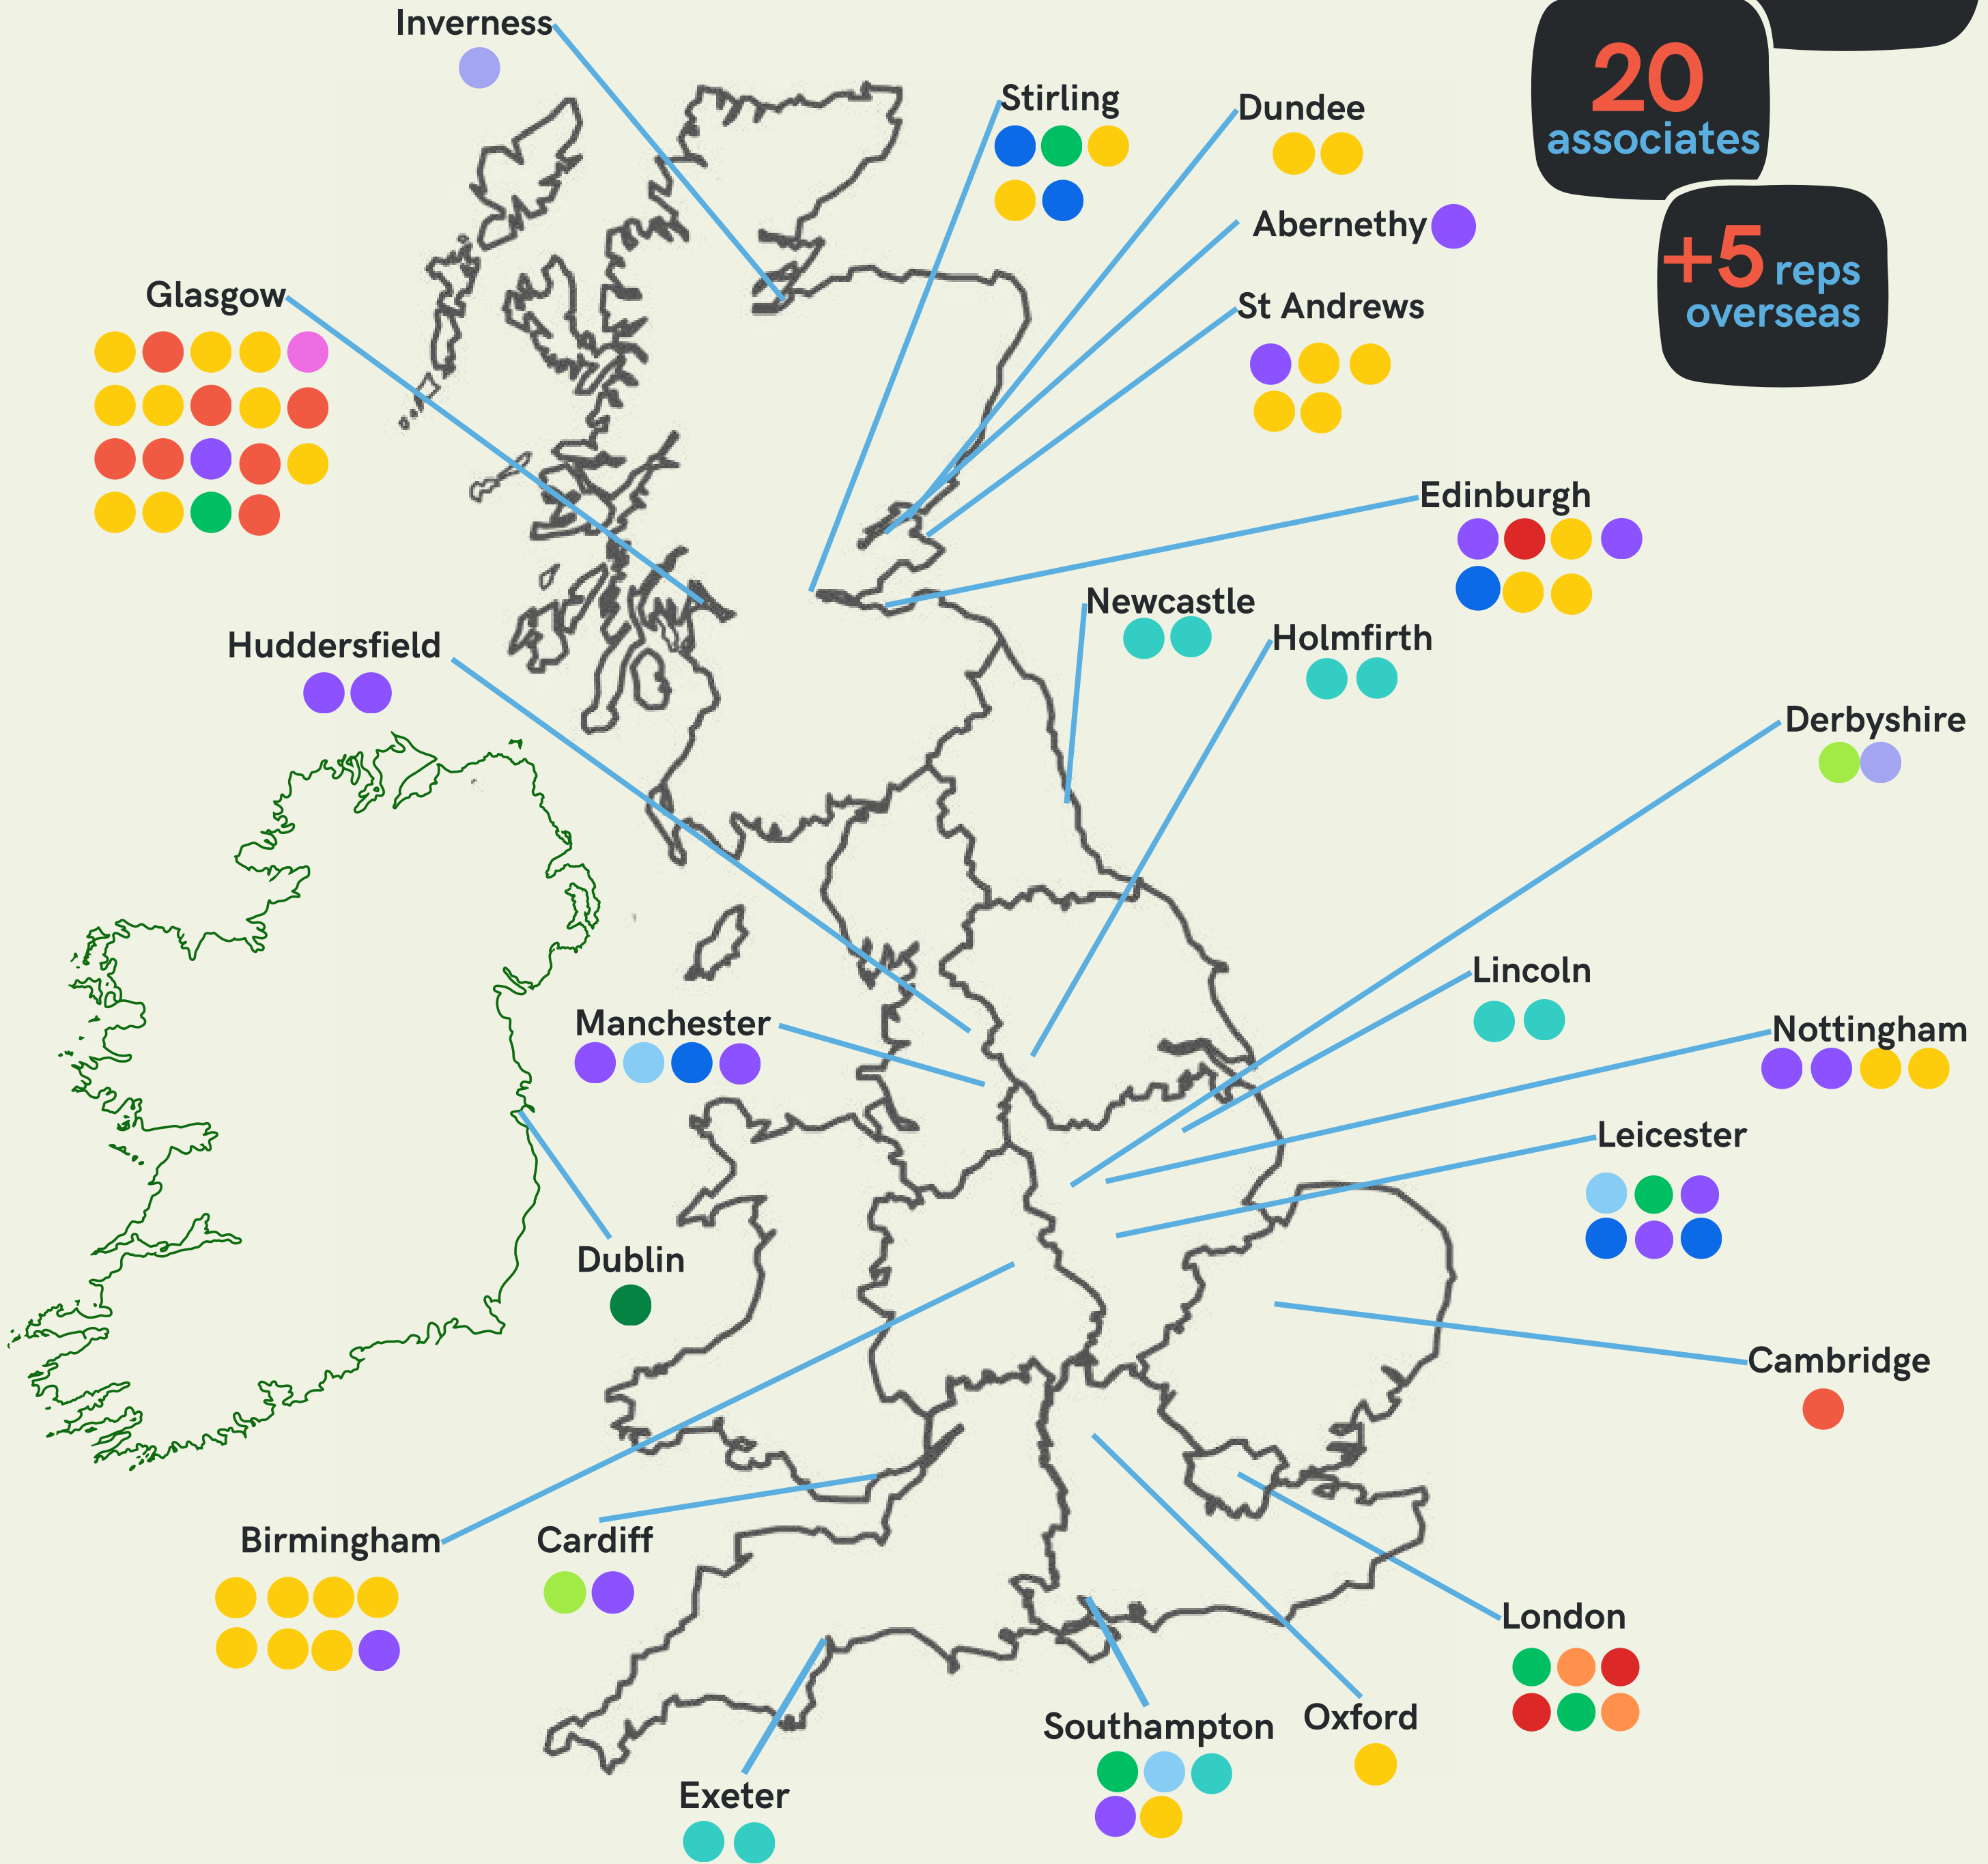 Inverness
20
associates
Stirling
Dundee
Abernethy
+5 reps
overseas
Glasgow
St Andrews
Edinburgh
Newcastle
Holmfirth
Huddersfield
Derbyshire
Lincoln
Manchester
Nottingham
Leicester
Dublin
Cambridge
Birmingham
Cardiff
London
Southampton
Oxford
Exeter